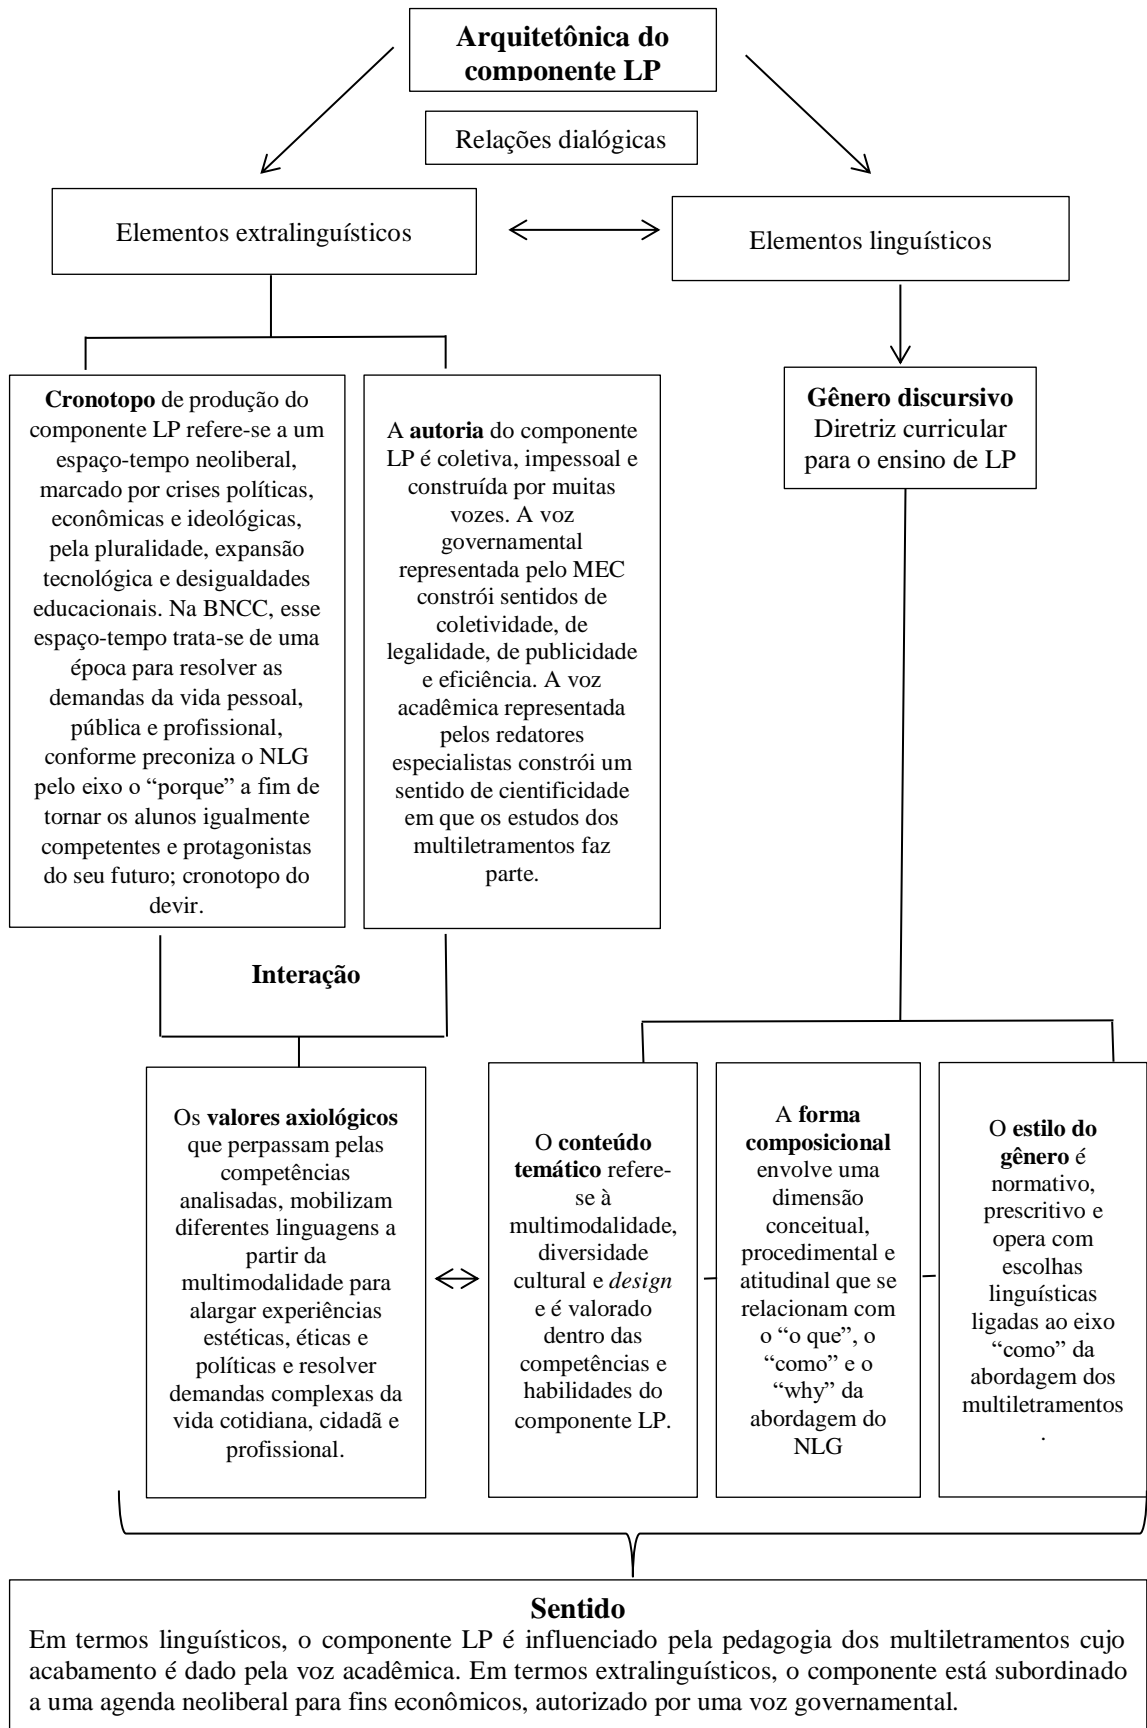 Arquitetônica do
componente LP
Relações dialógicas
Elementos extralinguísticos
Elementos linguísticos
Cronotopo de produção do
componente LP refere-se a um
espaço-tempo neoliberal,
marcado por crises políticas,
econômicas e ideológicas,
pela pluralidade, expansão
tecnológica e desigualdades
educacionais. Na BNCC, esse
espaço-tempo trata-se de uma
época para resolver as
demandas da vida pessoal,
pública e profissional,
conforme preconiza o NLG
pelo eixo o “porque” a fim de
tornar os alunos igualmente
competentes e protagonistas
do seu futuro; cronotopo do
devir.
A autoria do componente
LP é coletiva, impessoal e
construída por muitas
vozes. A voz
governamental
representada pelo MEC
constrói sentidos de
coletividade, de
legalidade, de publicidade
e eficiência. A voz
acadêmica representada
pelos redatores
especialistas constrói um
sentido de cientificidade
em que os estudos dos
multiletramentos faz
parte.
Gênero discursivo
Diretriz curricular
para o ensino de LP
Interação
Os valores axiológicos
que perpassam pelas
competências
analisadas, mobilizam
diferentes linguagens a
partir da
multimodalidade para
alargar experiências
estéticas, éticas e
políticas e resolver
demandas complexas da
vida cotidiana, cidadã e
profissional.
O conteúdo
temático refere-
se à
multimodalidade,
diversidade
cultural e design
e é valorado
dentro das
competências e
habilidades do
componente LP.
A forma
composicional
envolve uma
dimensão
conceitual,
procedimental e
atitudinal que se
relacionam com
o “o que”, o
“como” e o
“why” da
abordagem do
NLG
O estilo do
gênero é
normativo,
prescritivo e
opera com
escolhas
linguísticas
ligadas ao eixo
“como” da
abordagem dos
multiletramentos
.
Sentido
Em termos linguísticos, o componente LP é influenciado pela pedagogia dos multiletramentos cujo
acabamento é dado pela voz acadêmica. Em termos extralinguísticos, o componente está subordinado
a uma agenda neoliberal para fins econômicos, autorizado por uma voz governamental.